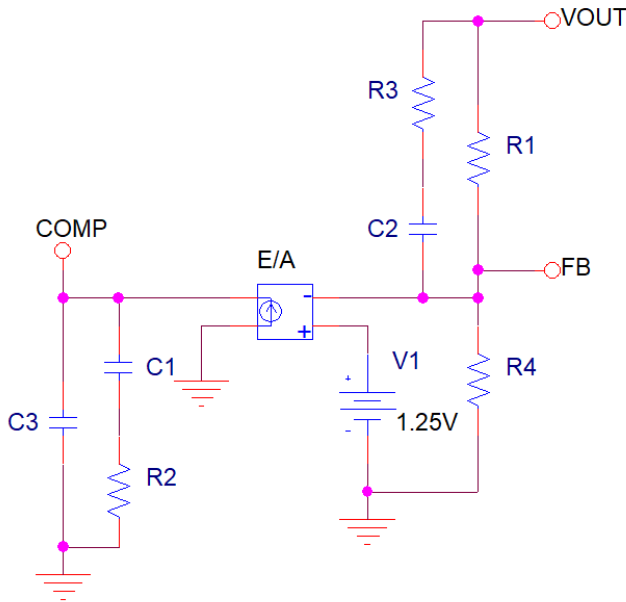 VOUT
R3
R1
C2
COMP
E/A
FB
-
+
C1
V1
+
R4
C3
1.25V
-
R2